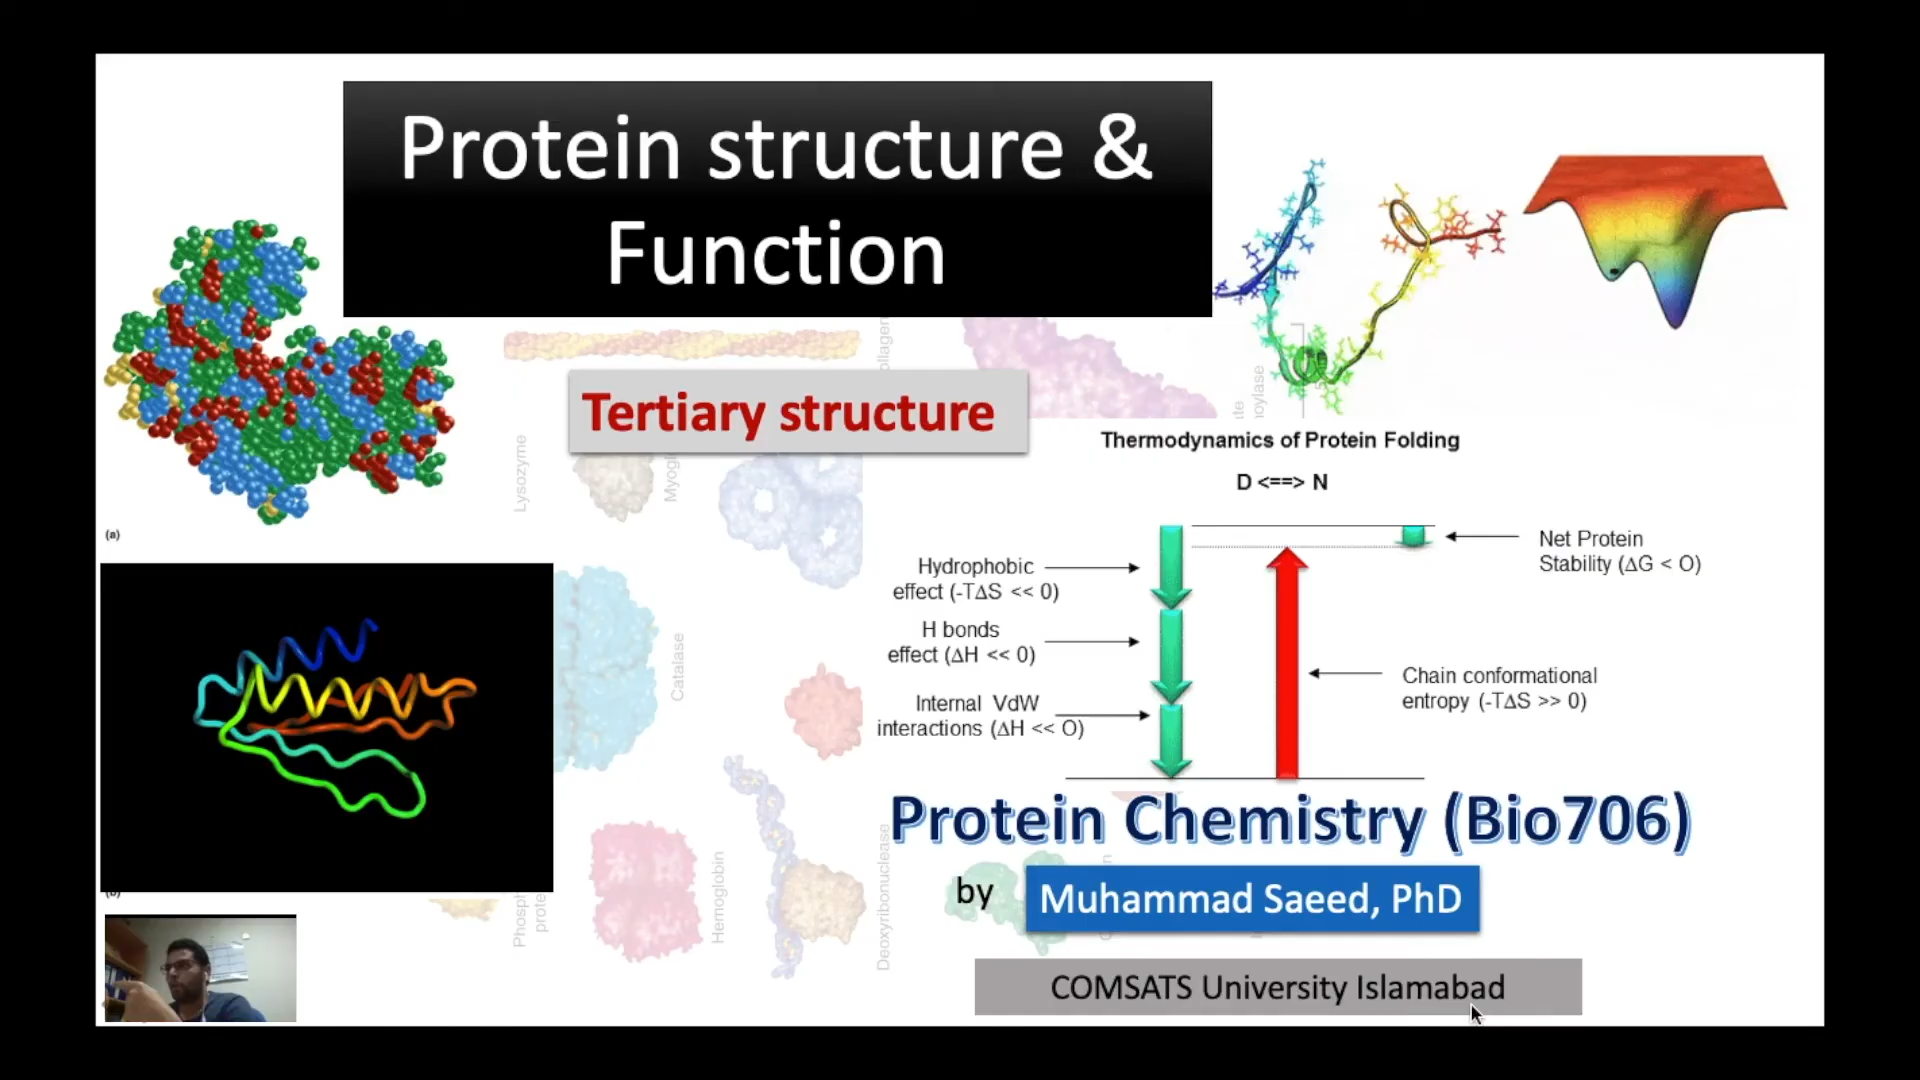 Protein structure &
Function
Tertiary structure
Lysozyme
Catalase
Hemoglobin
Deoxyribonuclease
(a)
Thermodynamics of Protein Folding
D <==> N
Hydrophobic
effect (-TΔS << 0)
H bonds
effect (ΔH << 0)
Internal VdW
interactions (ΔH << O)
Net Protein
Stability (ΔG < O)
Chain conformational
entropy (-TΔS >> 0)
Protein Chemistry (Bio706)
by
Muhammad Saeed, PhD
COMSATS University Islamabad